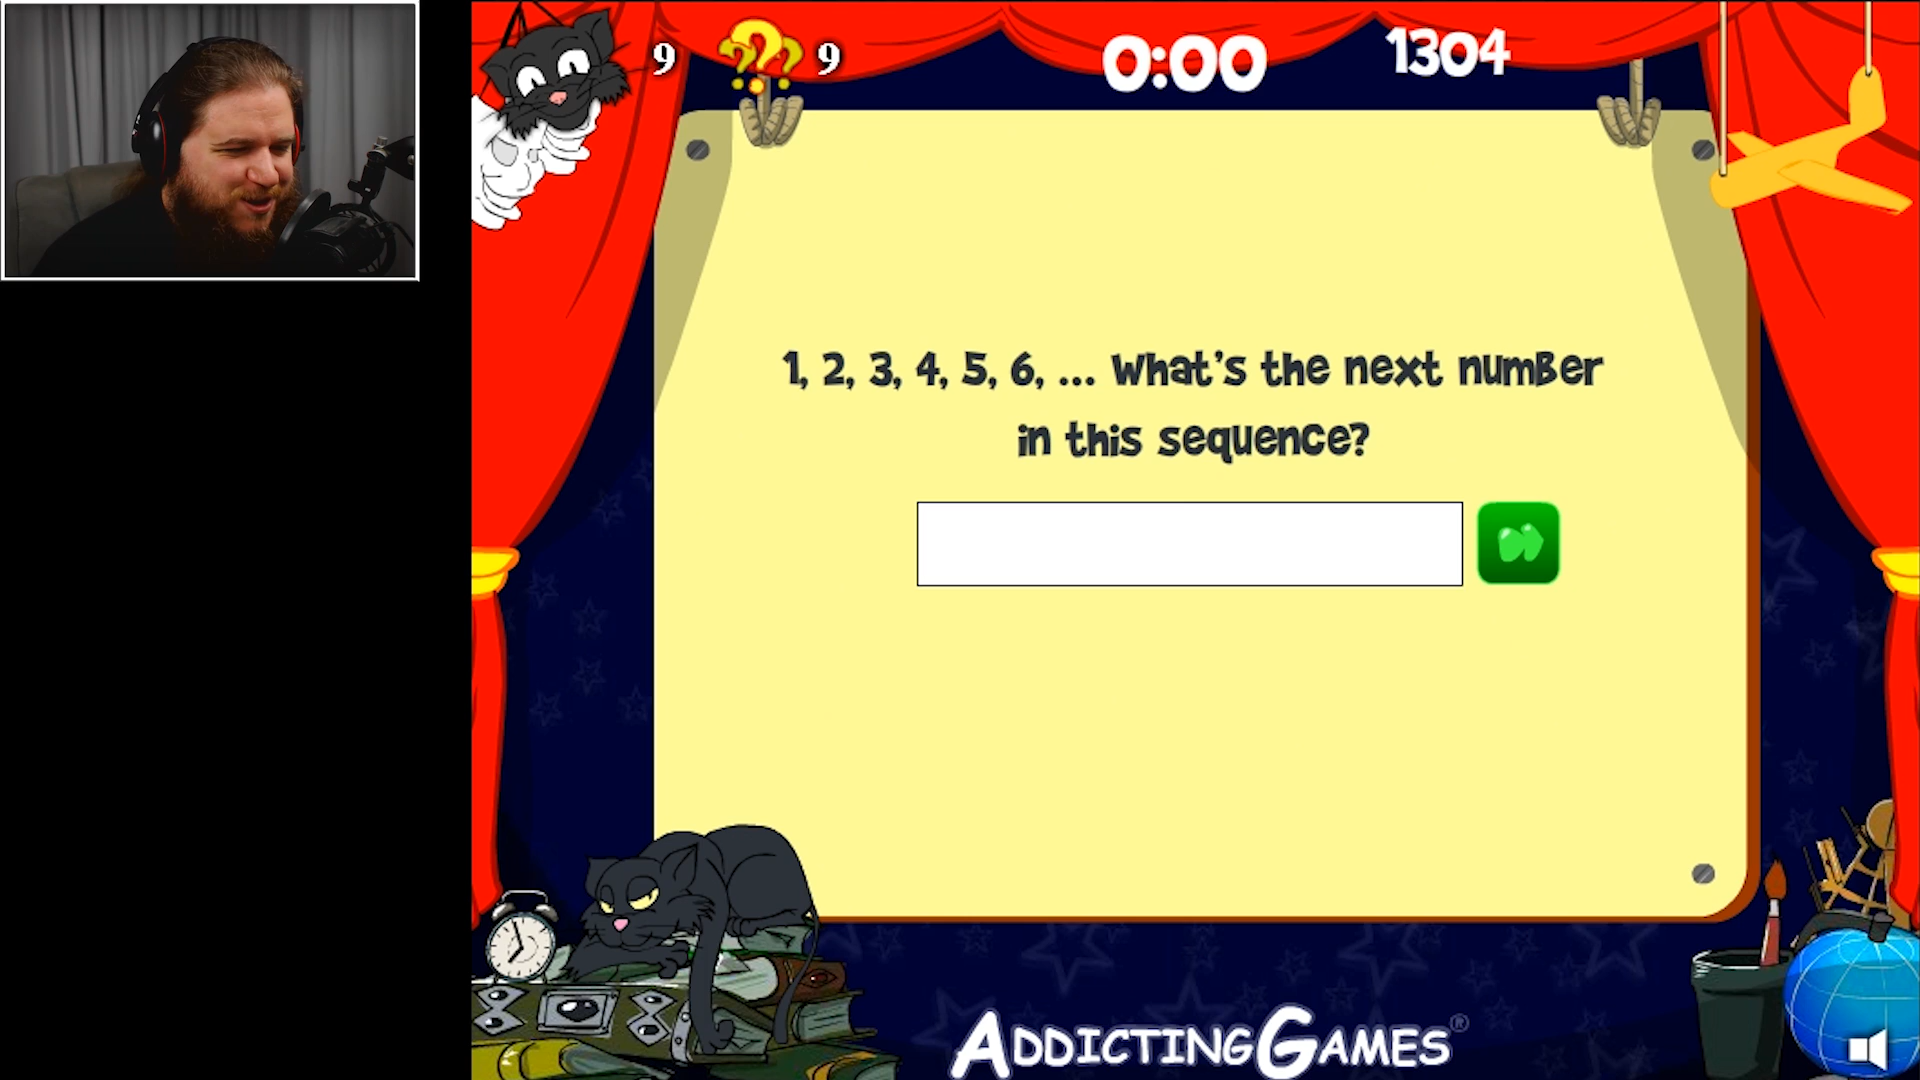 9
9
0:00
1304
1, 2, 3, 4, 5, 6, ... What's the next number
in this sequence?
AddictingGames®